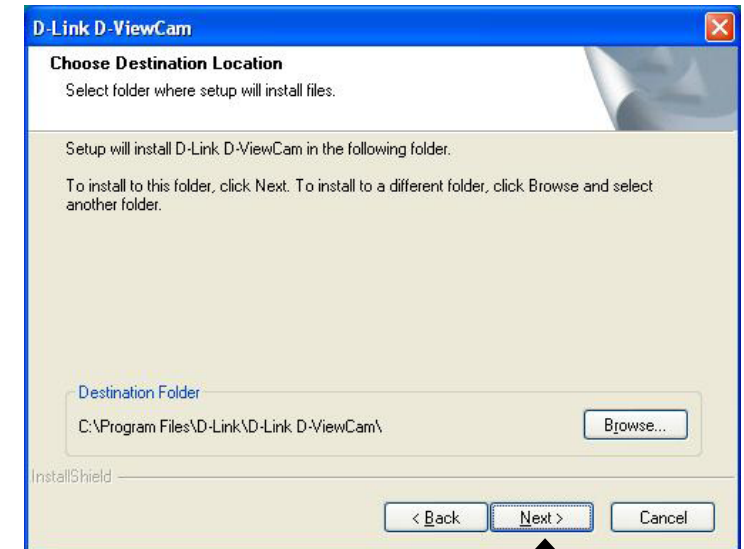 D-Link D-ViewCam
Choose Destination Location
Select folder where setup will install files.
Setup will install D-Link D-ViewCam in the following folder.
To install to this folder, click Next. To install to a different folder, click Browse and select
another folder.
Destination Folder
C:\Program Files\D-Link\D-Link D-ViewCam\
Browse...
InstallShield
< Back
Next >
Cancel